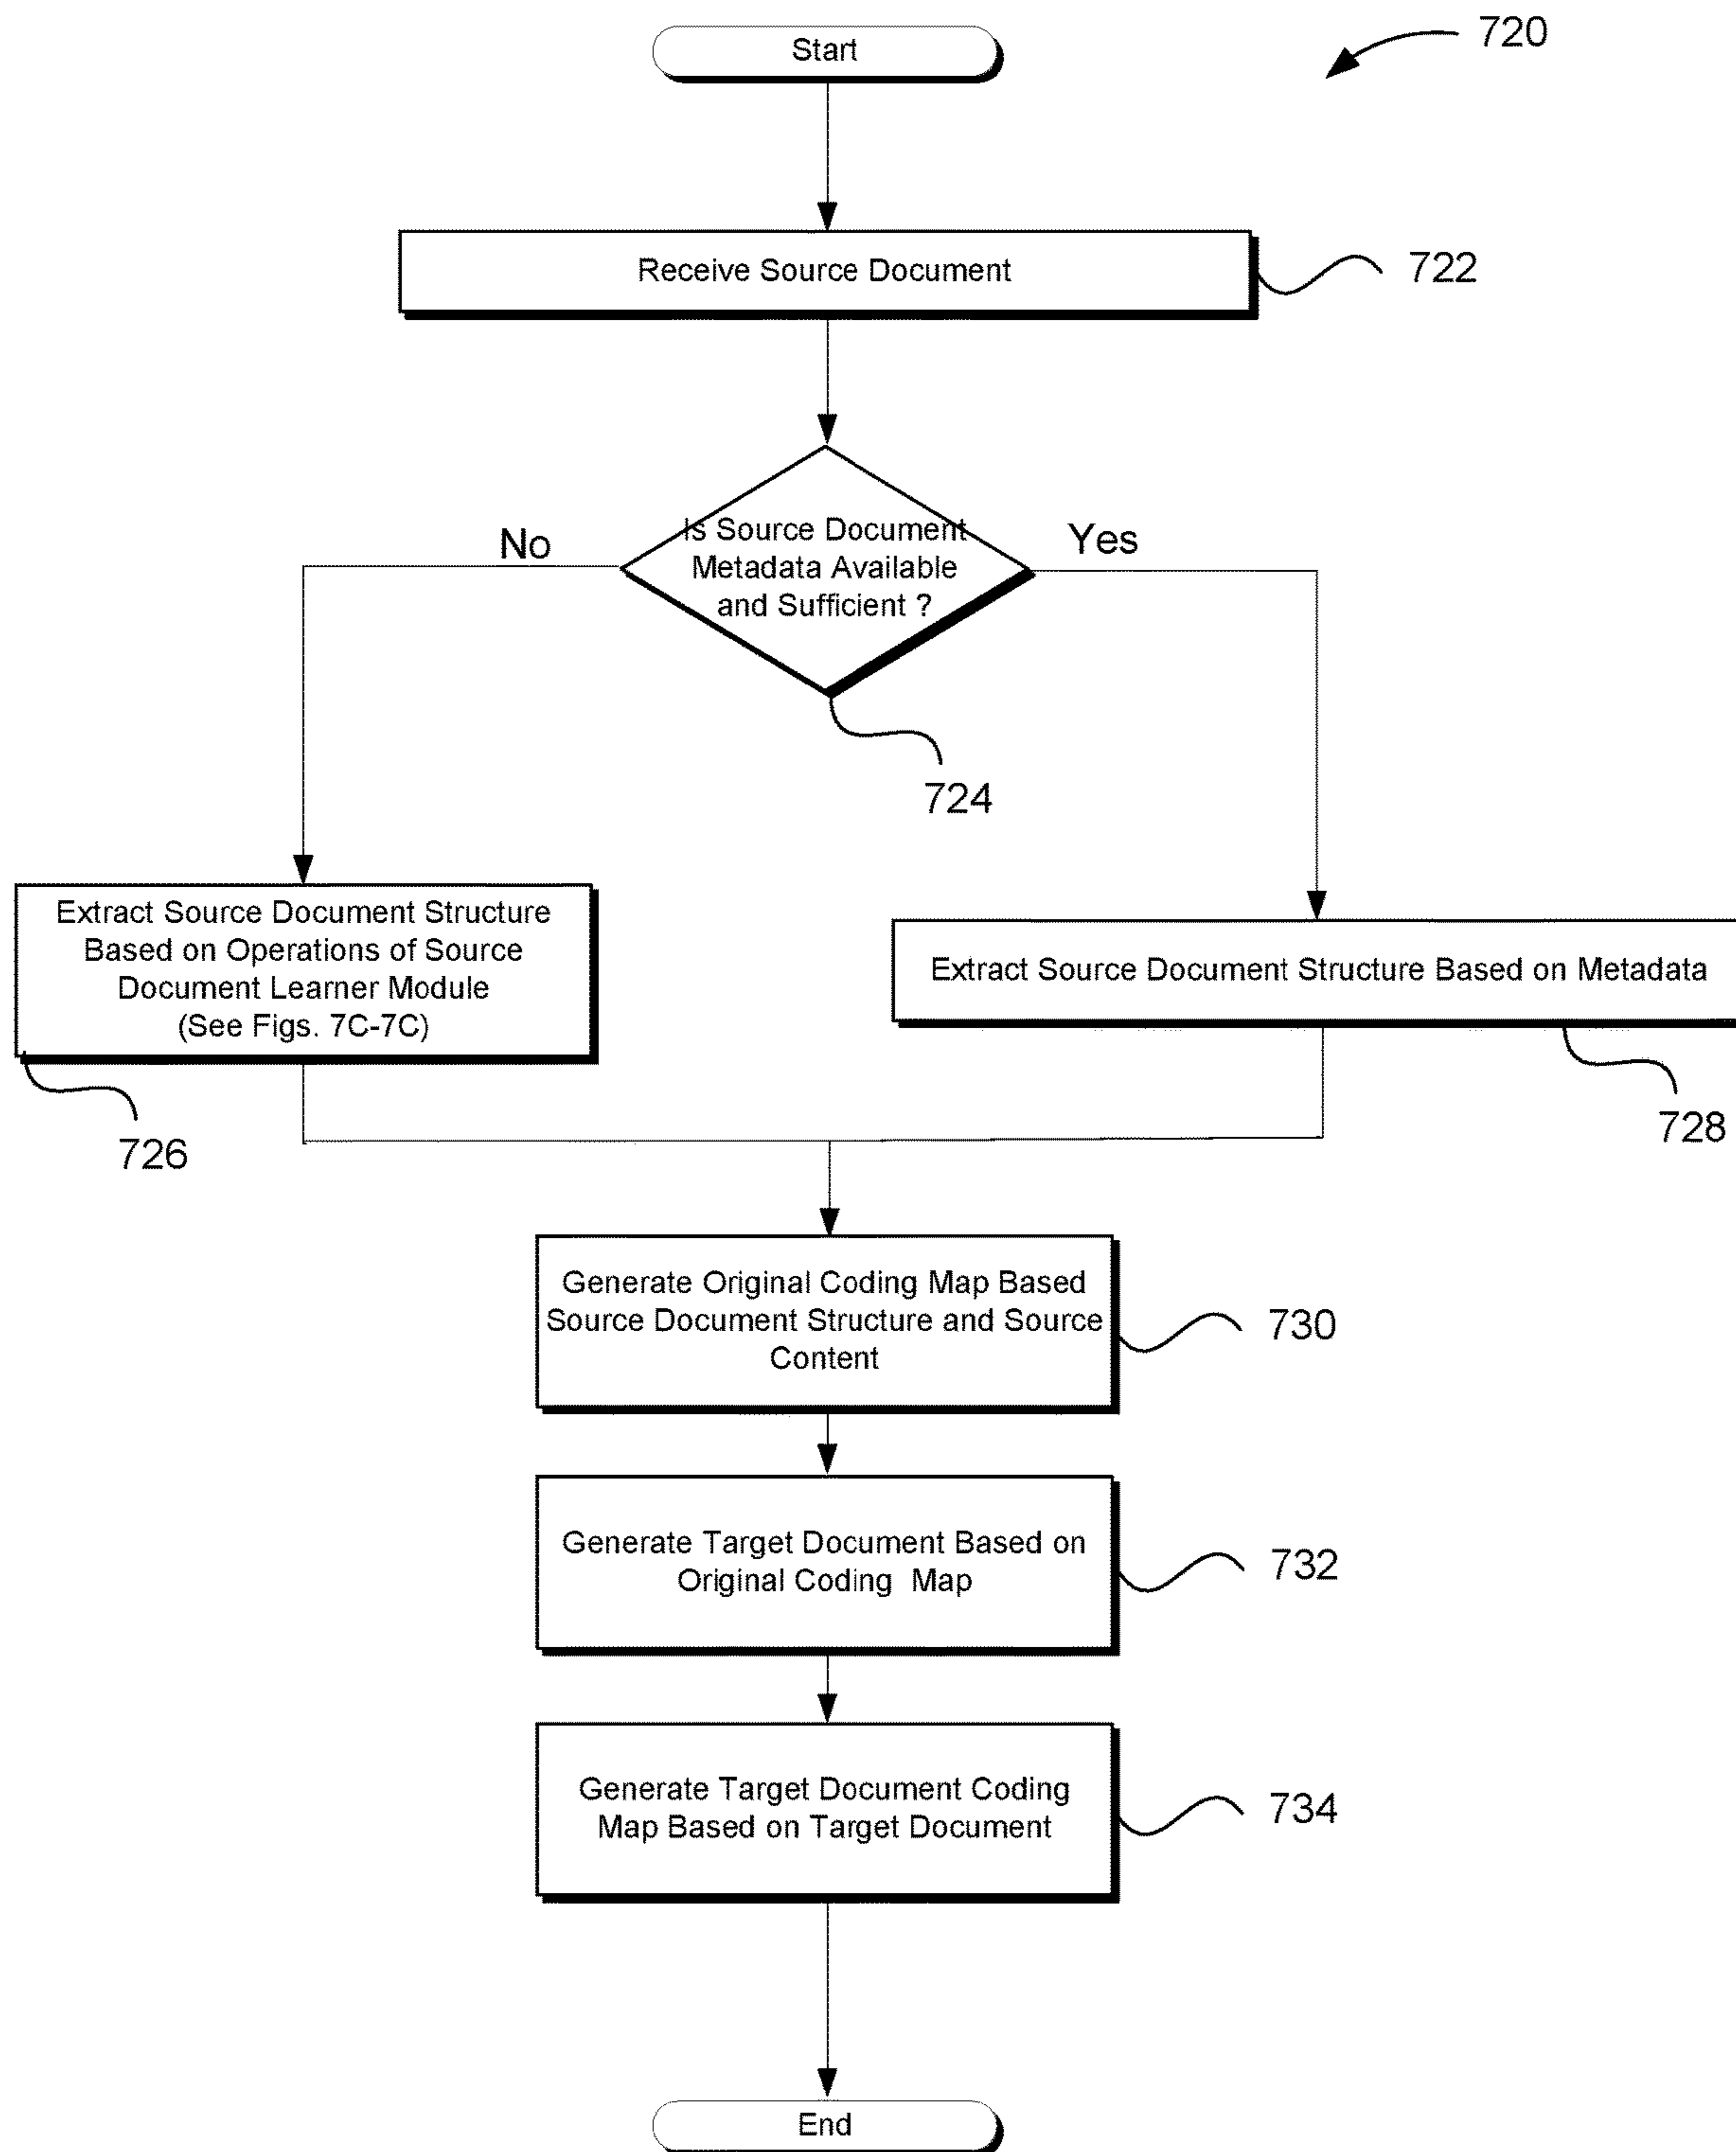 Start
720
Receive Source Document
722
Is Source Document
Metadata Available
and Sufficient ?
No
Yes
724
Extract Source Document Structure
Based on Operations of Source
Document Learner Module
(See Figs. 7C-7C)
726
Extract Source Document Structure Based on Metadata
728
Generate Original Coding Map Based
Source Document Structure and Source
Content
730
Generate Target Document Based on
Original Coding Map
732
Generate Target Document Coding
Map Based on Target Document
734
End